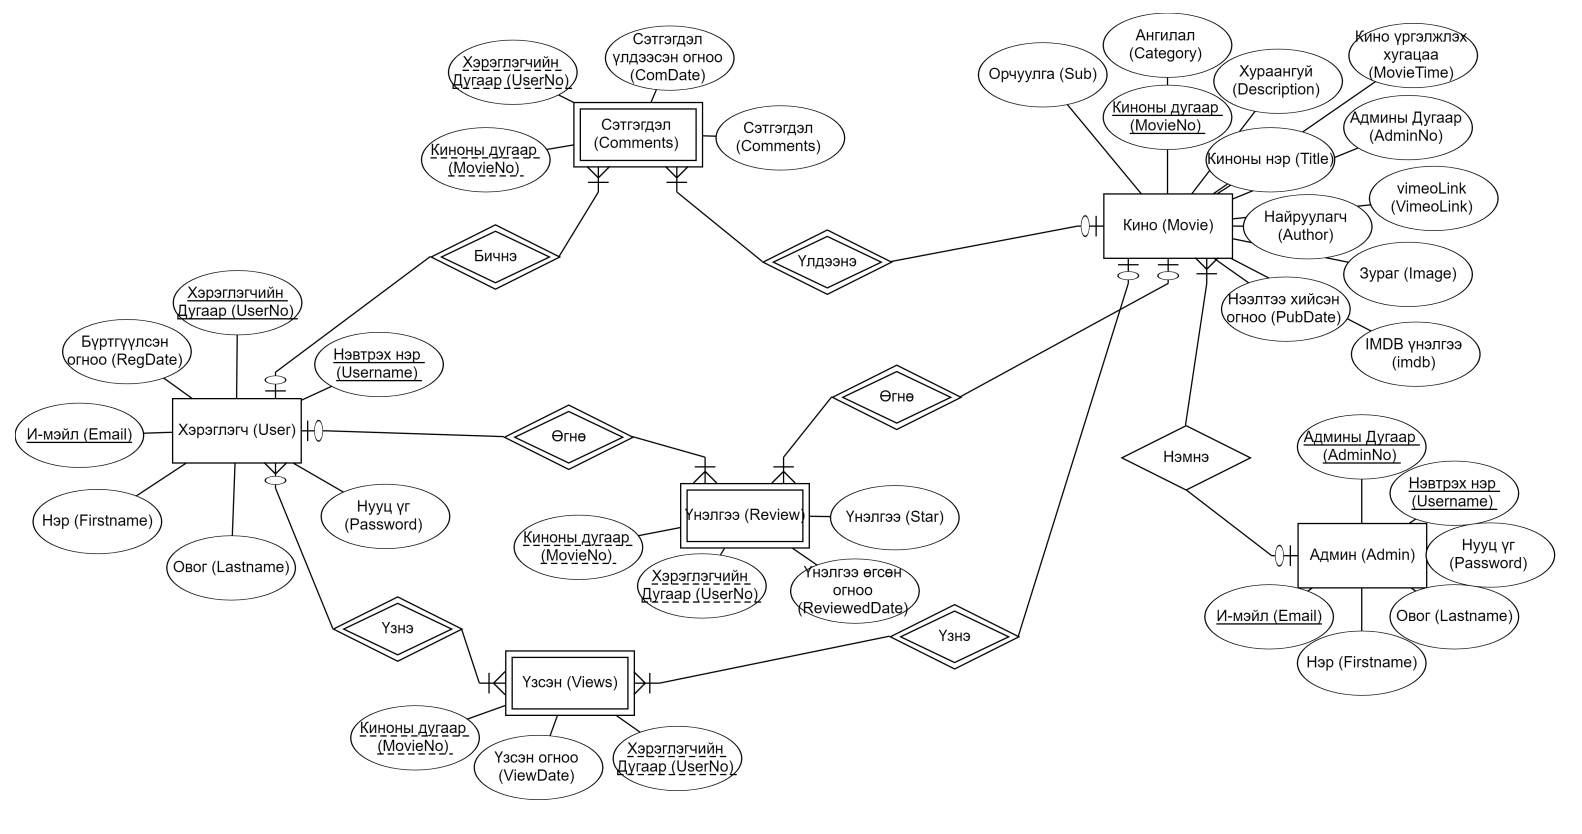 Сэтгэгдэл
үлдээсэн огноо
(ComDate)
Хэрэглэгчийн
Дугаар (UserNo)
Сэтгэгдэл
(Comments)
Сэтгэгдэл
(Comments)
Киноны дугаар
(MovieNo)
Орчуулга (Sub)
Ангилал
(Category)
Киноны дугаар
(MovieNo)
Хураангуй
(Description)
Кино үргэлжлэх
хугацаа
(MovieTime)
Админы Дугаар
(AdminNo)
Киноны нэр (Title)
vimeoLink
(VimeoLink)
Кино (Movie)
Найруулагч
(Author)
Зураг (Image)
Нээлтээ хийсэн
огноо (PubDate)
IMDB үнэлгээ
(imdb)
Бичнэ
Үлдээнэ
Хэрэглэгчийн
Дугаар (UserNo)
Бүртгүүлсэн
огноо (RegDate)
Нэвтрэх нэр
(Username)
Хэрэглэгч (User)
И-мэйл (Email)
Нэр (Firstname)
Овог (Lastname)
Нууц үг
(Password)
Өгнө
Өгнө
Нэмнэ
Үнэлгээ (Review)
Үнэлгээ (Star)
Киноны дугаар
(MovieNo)
Хэрэглэгчийн
Дугаар (UserNo)
Үнэлгээ өгсөн
огноо
(ReviewedDate)
Админы Дугаар
(AdminNo)
Нэвтрэх нэр
(Username)
Админ (Admin)
Нууц үг
(Password)
И-мэйл (Email)
Овог (Lastname)
Нэр (Firstname)
Үзнэ
Үзнэ
Үзсэн (Views)
Киноны дугаар
(MovieNo)
Үзсэн огноо
(ViewDate)
Хэрэглэгчийн
Дугаар (UserNo)